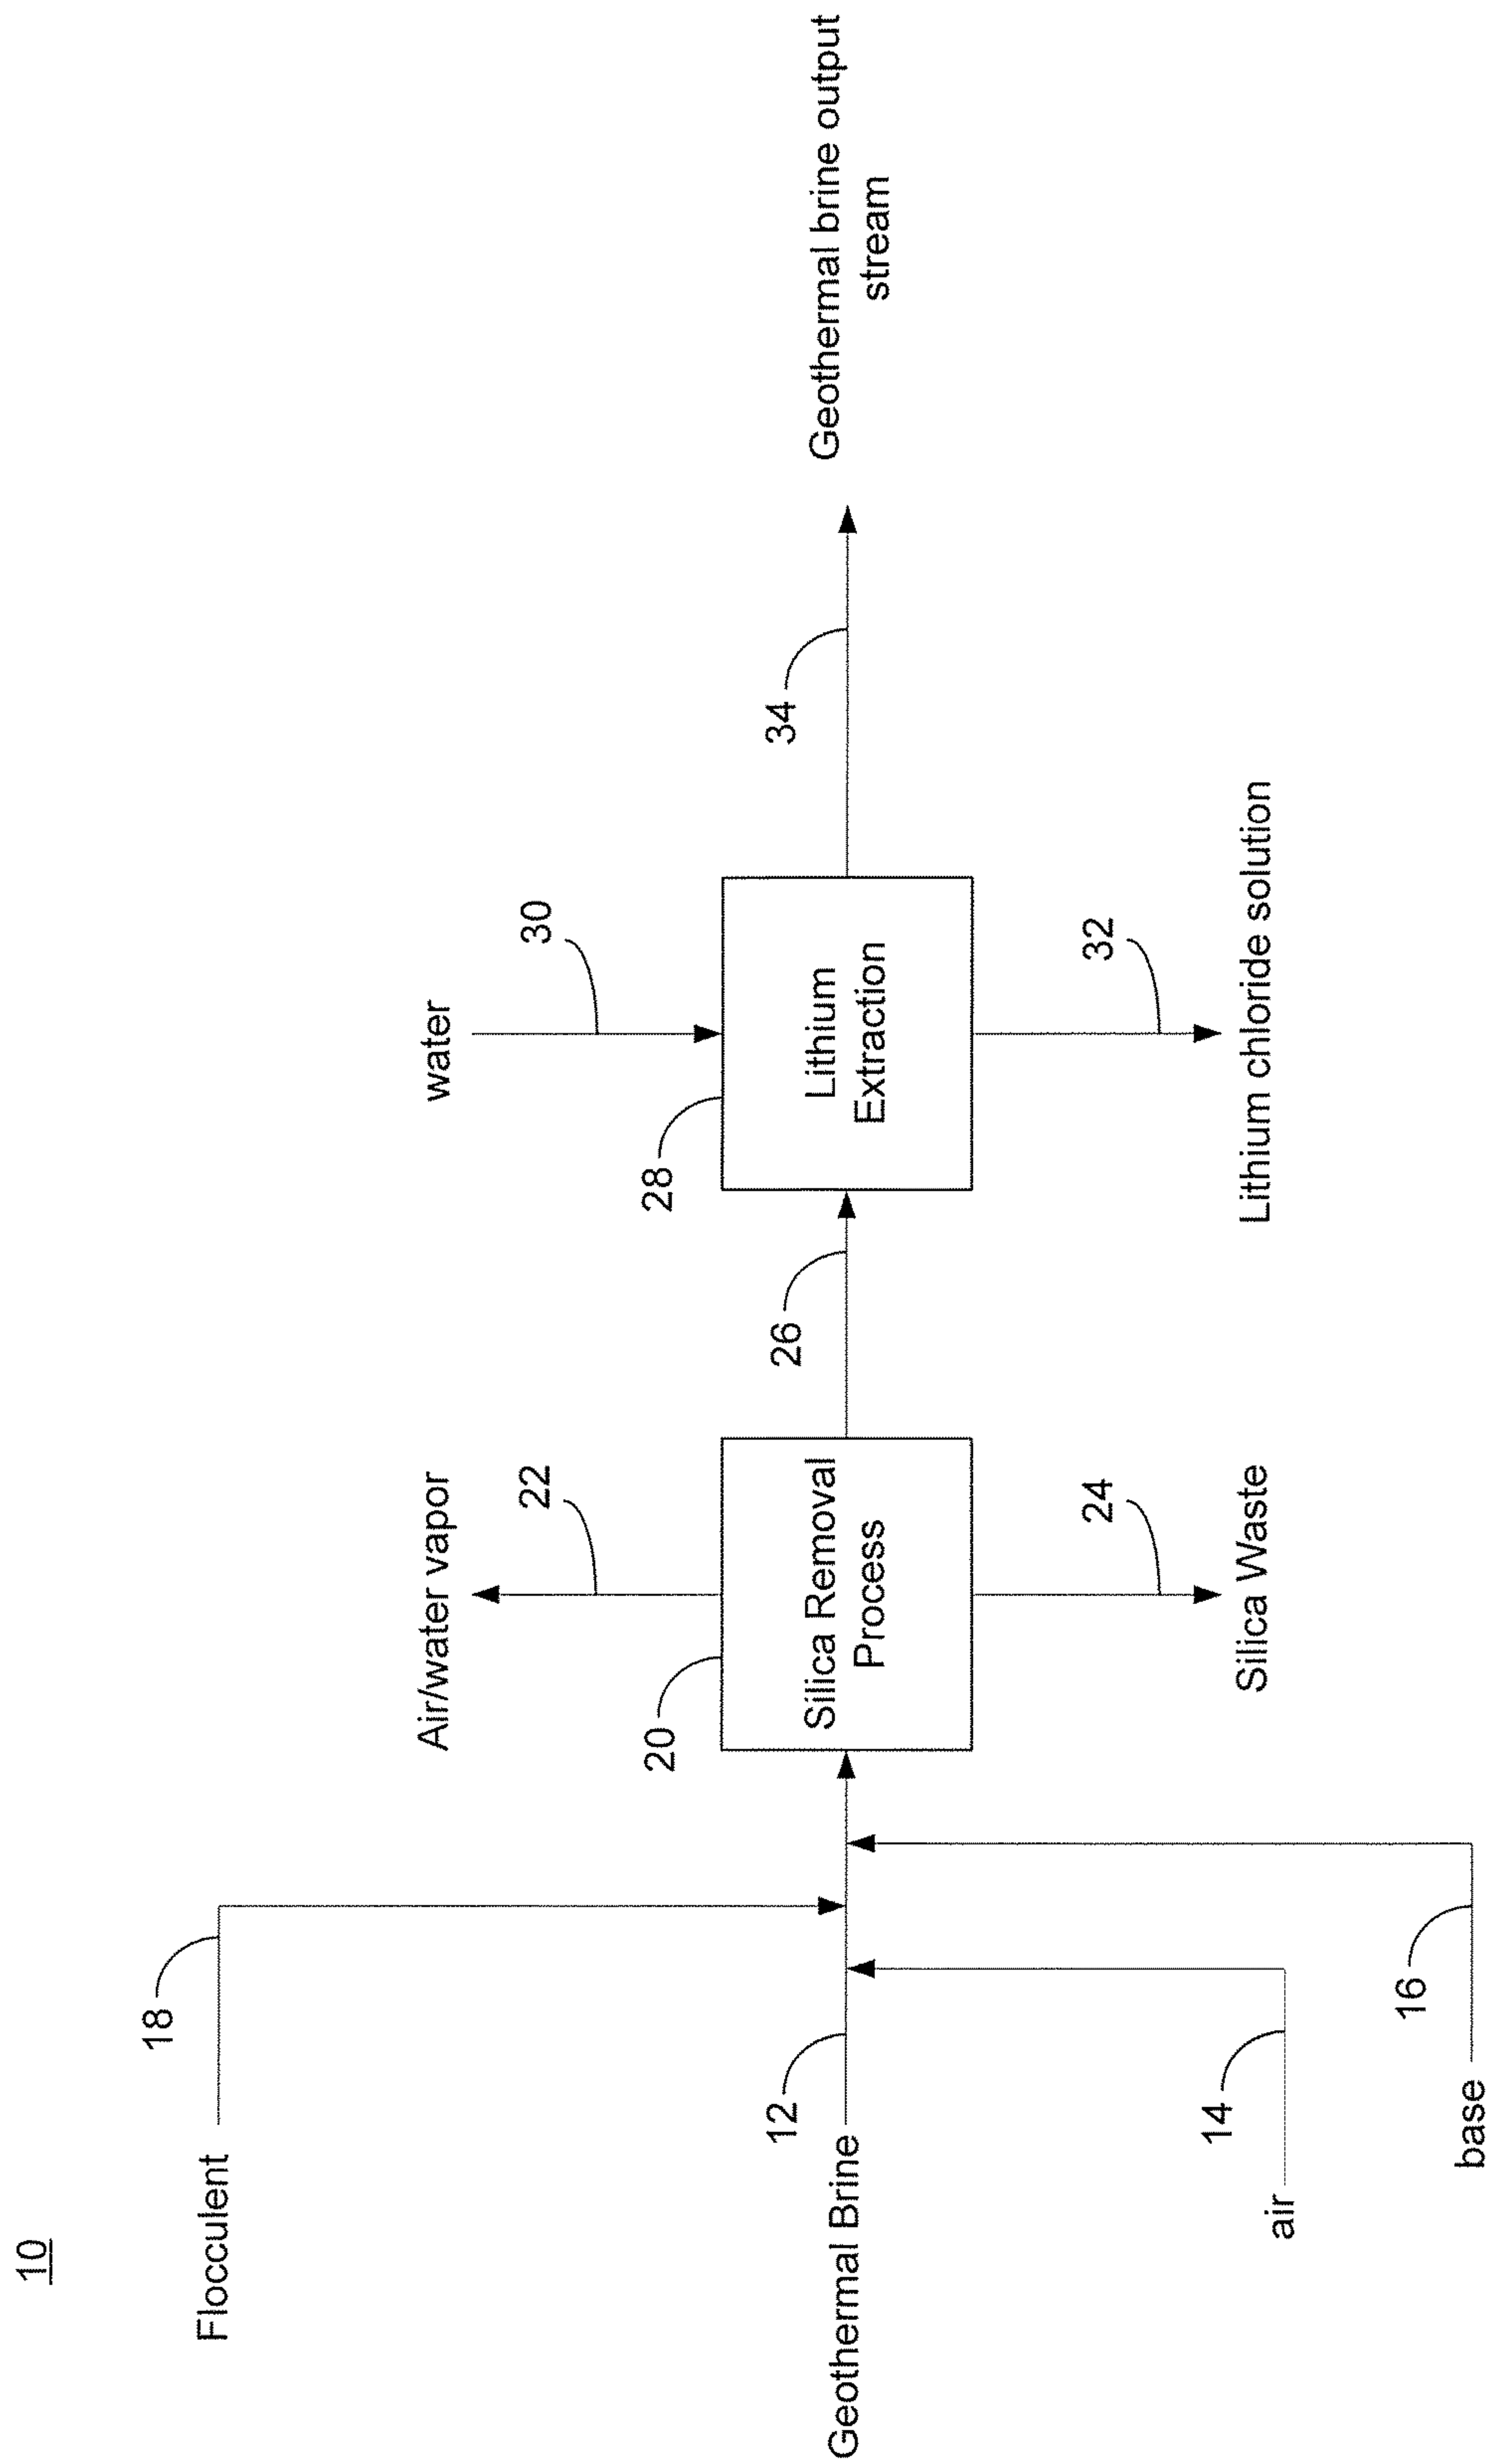 10
Flocculent
18
Air/water vapor
22
water
30
20
Silica Removal
Process
28
Lithium
Extraction
Geothermal Brine
12
26
34
Geothermal brine output
stream
air
14
24
Silica Waste
32
Lithium chloride solution
base
16